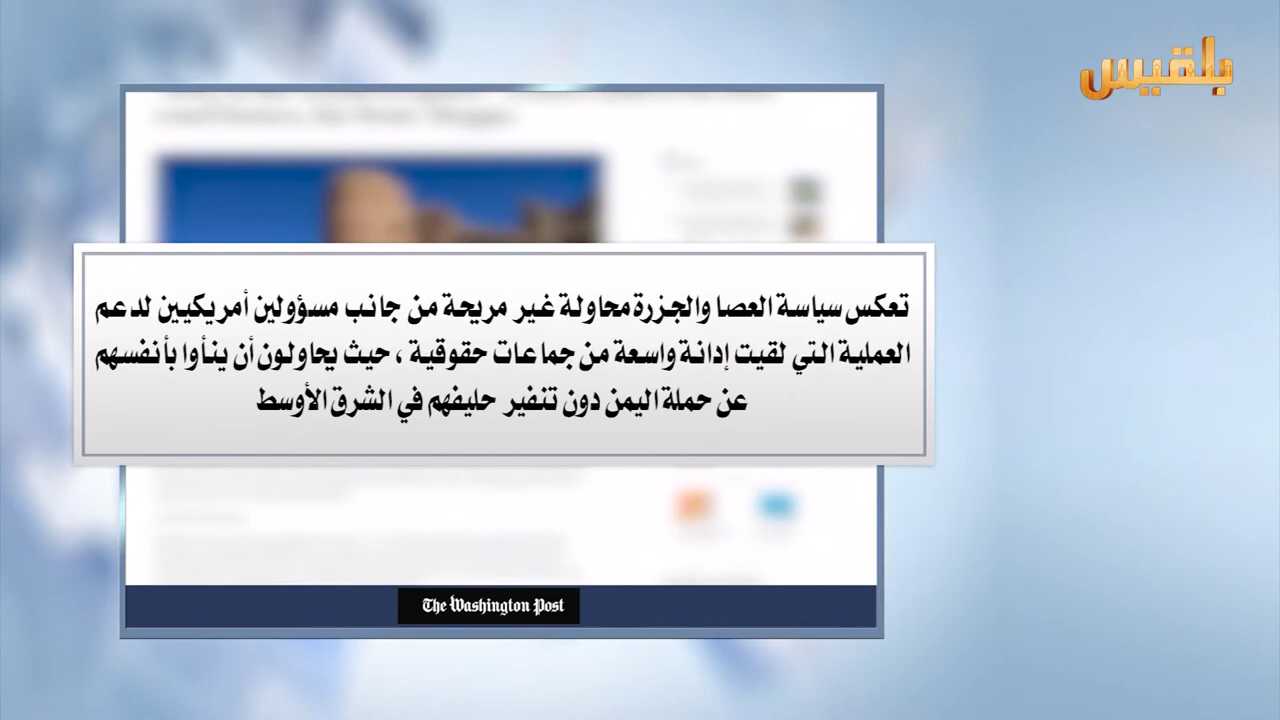 بلقيس
تعكس سياسة العصا والجزرة محاولة غير مريحة من جانب مسؤولين أمريكيين لدعم
العملية التي لقيت إدانة واسعة من جماعات حقوقية ، حيث يحاولون أن ينأوا بأنفسهم
عن حملة اليمن دون تنفير حليفهم في الشرق الأوسط
The Washington Post